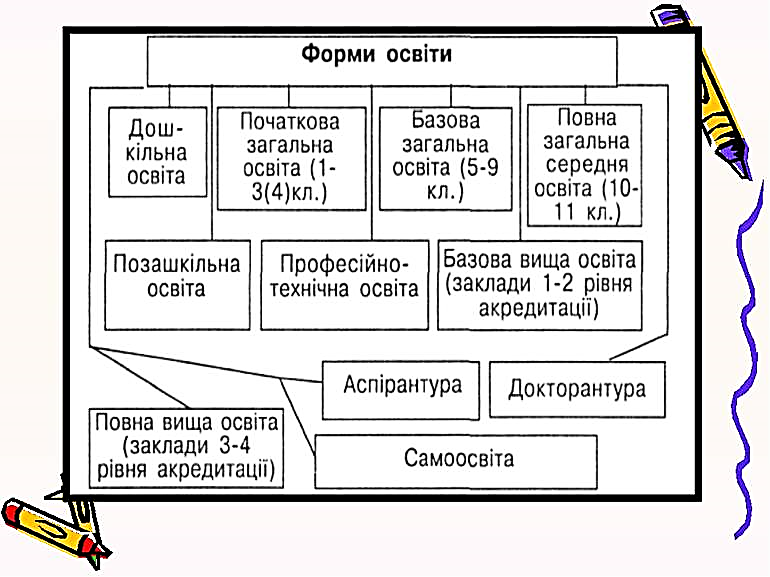 Форми освіти
Дош-
кільна
освіта
Початкова
загальна
освіта (1-
3(4)кл.)
Базова
загальна
освіта (5-9
кл.)
Повна
загальна
середня
освіта (10-
11 кл.)
Позашкільна
освіта
Професійно-
технічна освіта
Базова вища освіта
(заклади 1-2 рівня
акредитації)
Аспірантура
Докторантура
Повна вища освіта
(заклади 3-4
рівня акредитації)
Самоосвіта